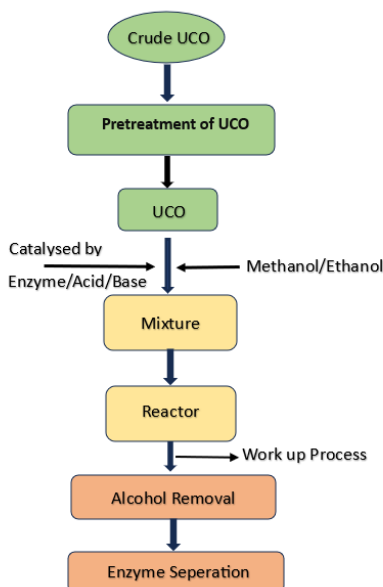 Crude UCO
Pretreatment of UCO
UCO
Catalysed by
Enzyme/Acid/Base
Methanol/Ethanol
Mixture
Reactor
Work up Process
Alcohol Removal
Enzyme Seperation